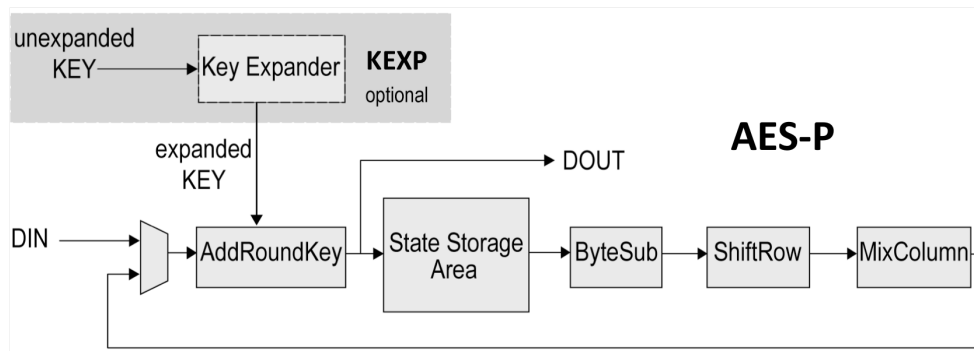 unexpanded
KEY
Key Expander
KEXP
optional
expanded
KEY
AES-P
DOUT
DIN
AddRoundKey
State Storage
Area
ByteSub
ShiftRow
MixColumn